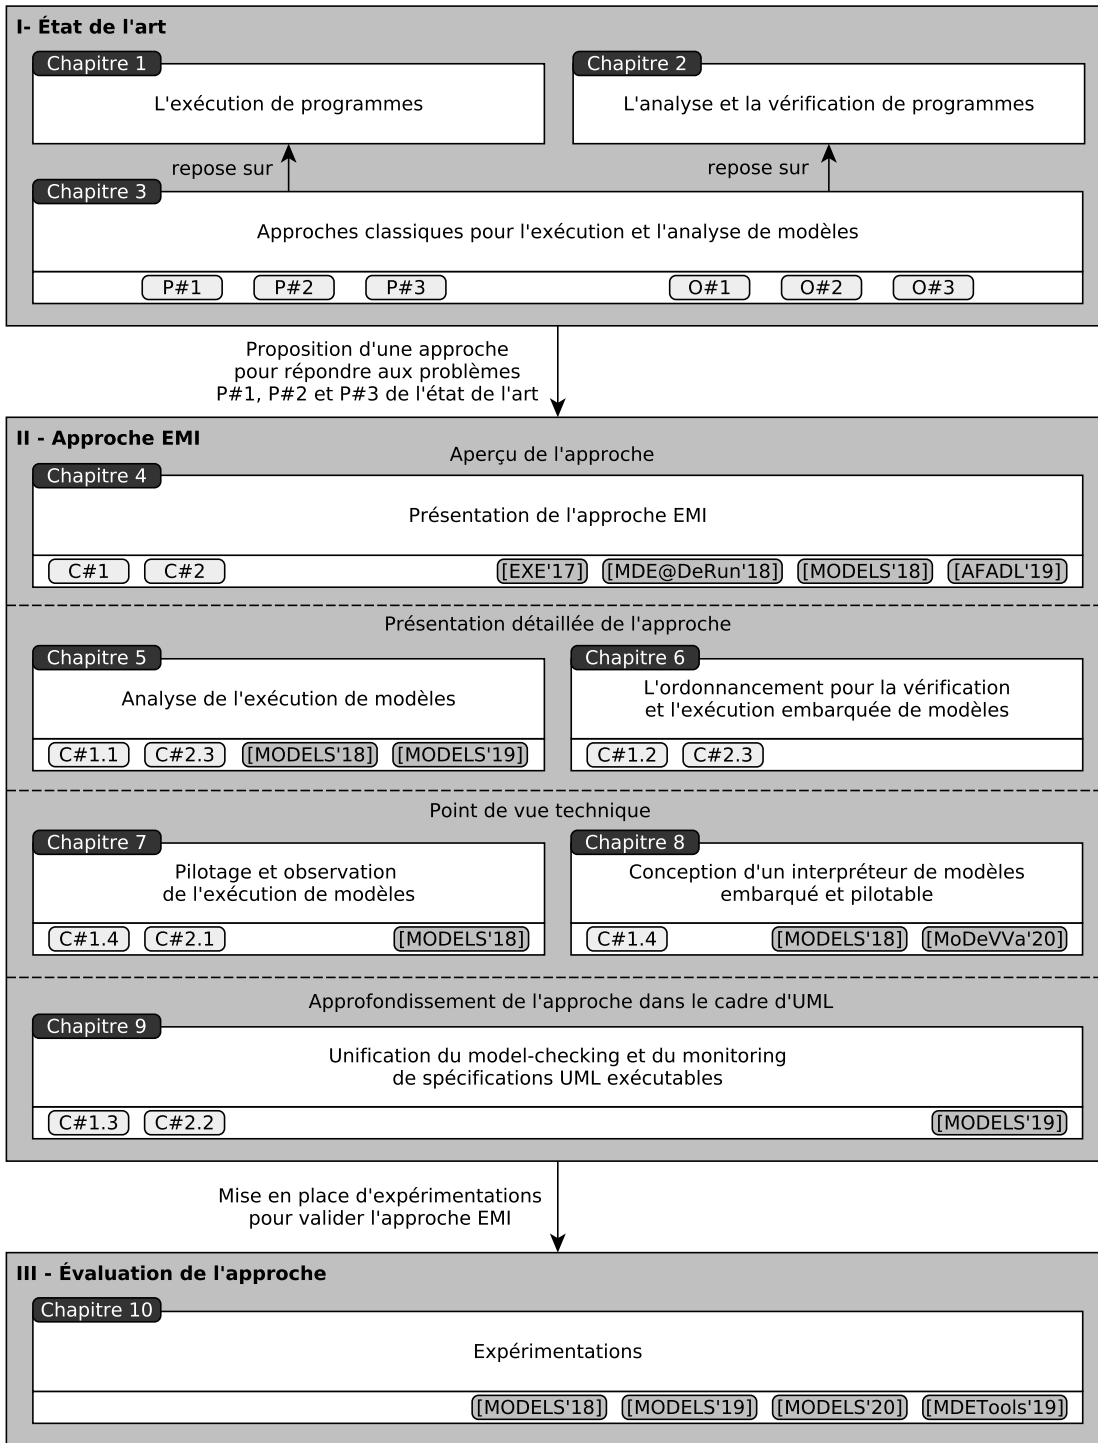 I- État de l'art
Chapitre 1
L'exécution de programmes
Chapitre 2
L'analyse et la vérification de programmes
repose sur
repose sur
Chapitre 3
Approches classiques pour l'exécution et l'analyse de modèles
P#1 P#2 P#3 O#1 O#2 O#3
Proposition d'une approche
pour répondre aux problèmes
P#1, P#2 et P#3 de l'état de l'art
II - Approche EMI
Aperçu de l'approche
Chapitre 4
Présentation de l'approche EMI
C#1 C#2 [EXE'17] [MDE@DeRun'18] [MODELS'18] [AFADL'19]
Présentation détaillée de l'approche
Chapitre 5
Analyse de l'exécution de modèles
C#1.1 C#2.3 [MODELS'18] [MODELS'19]
Chapitre 6
L'ordonnancement pour la vérification
et l'exécution embarquée de modèles
C#1.2 C#2.3
Point de vue technique
Chapitre 7
Pilotage et observation
de l'exécution de modèles
C#1.4 C#2.1 [MODELS'18]
Chapitre 8
Conception d'un interpréteur de modèles
embarqué et pilotable
C#1.4 [MODELS'18] [MoDeVVa'20]
Approfondissement de l'approche dans le cadre d'UML
Chapitre 9
Unification du model-checking et du monitoring
de spécifications UML exécutables
C#1.3 C#2.2 [MODELS'19]
Mise en place d'expérimentations
pour valider l'approche EMI
III - Évaluation de l'approche
Chapitre 10
Expérimentations
[MODELS'18] [MODELS'19] [MODELS'20] [MDETools'19]